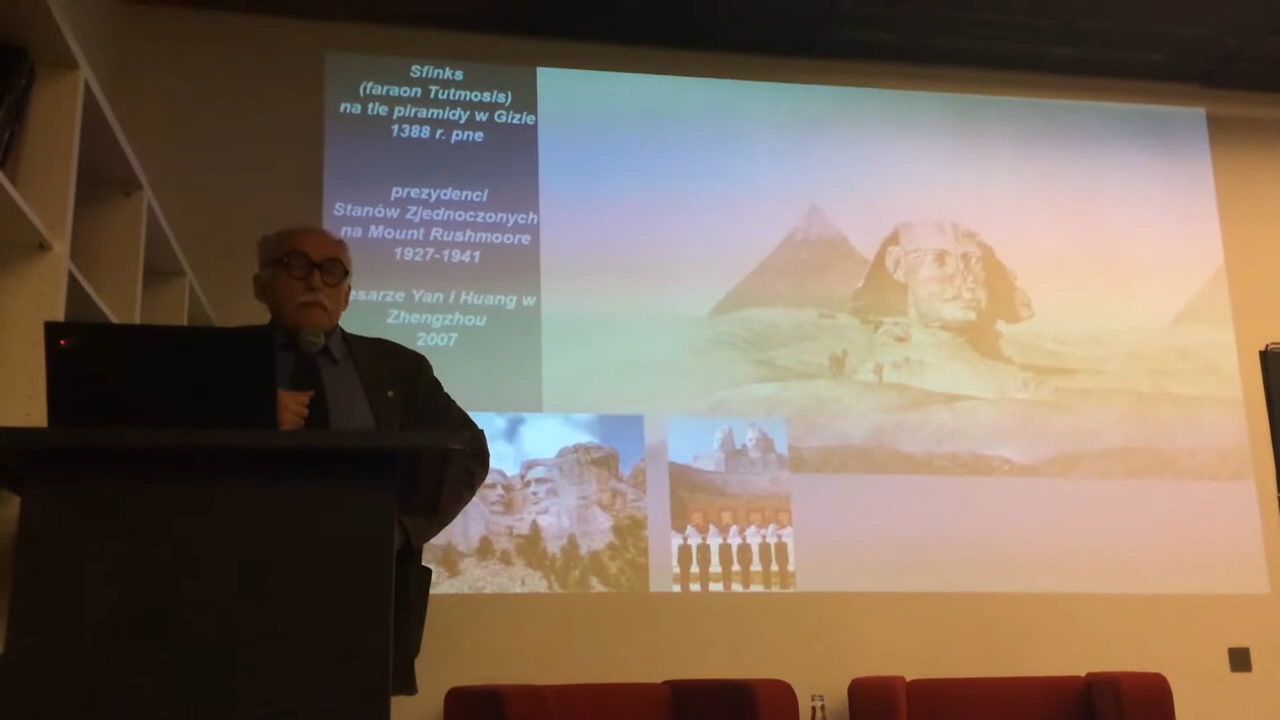 Sfinks
(faraon Tutmosis)
na tle piramidy w Gizie
1388 r. pne
prezydenci
Stanów Zjednoczonych
na Mount Rushmoore
1927-1941
esarze Yan i Huang w
Zhengzhou
2007